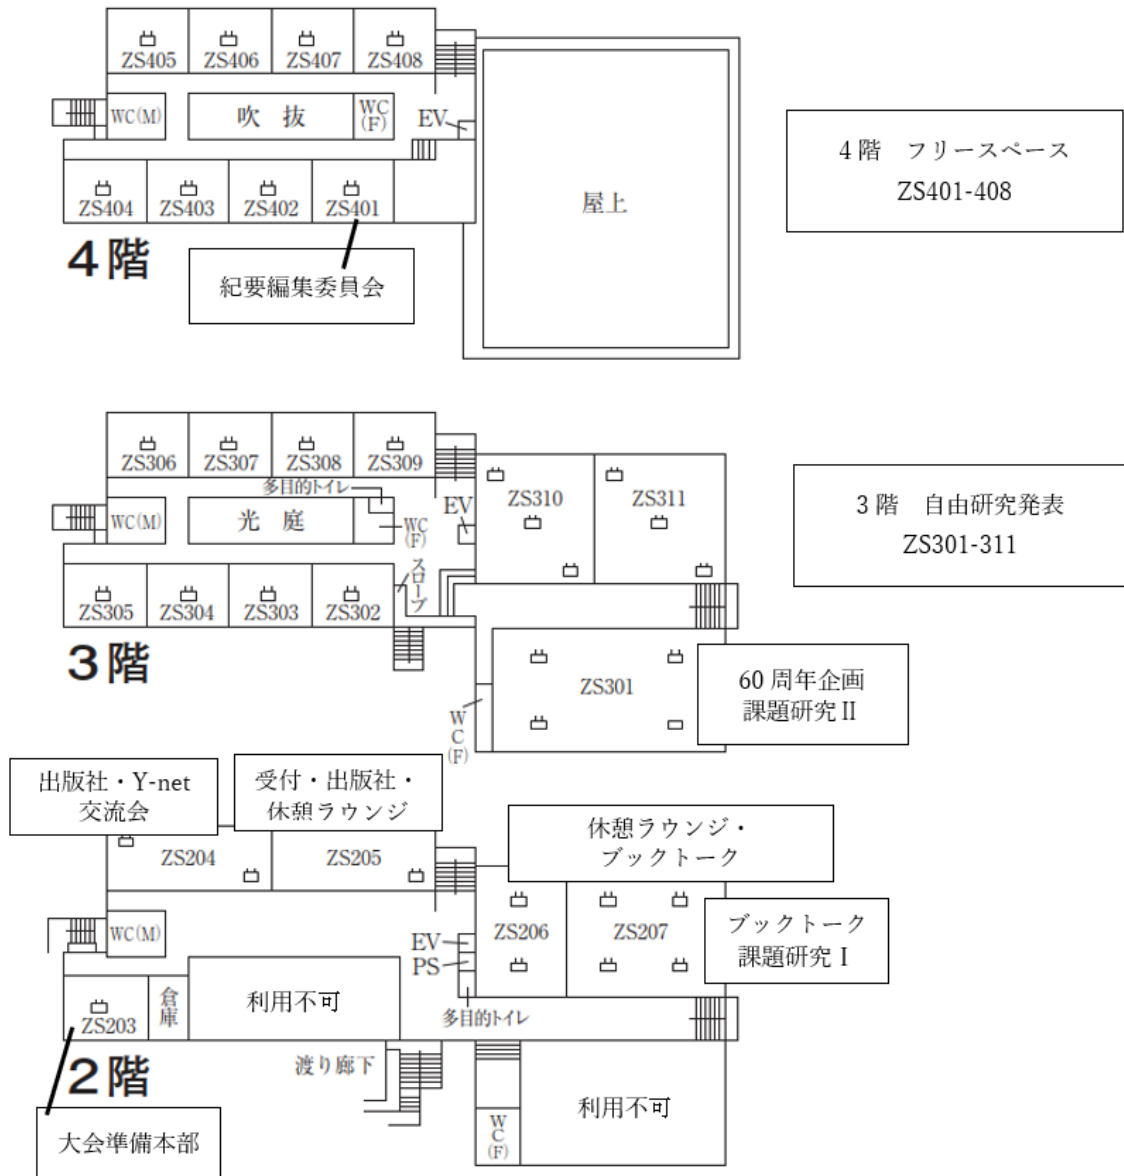 ZS405
ZS406
ZS407
ZS408
WC(M)
吹 抜
WC
(F)
EV
ZS404
ZS403
ZS402
ZS401
屋上
4階
紀要編集委員会
4階 フリースペース
ZS401-408
ZS306
ZS307
ZS308
ZS309
多目的トイレ
WC(M)
光 庭
WC
(F)
EV
ZS310
ZS311
スロープ
ZS305
ZS304
ZS303
ZS302
3階
ZS301
WC
(F)
3階 自由研究発表
ZS301-311
60周年企画
課題研究Ⅱ
出版社・Y-net
交流会
受付・出版社・
休憩ラウンジ
休憩ラウンジ・
ブックトーク
ZS204
ZS205
ZS206
ZS207
ブックトーク
課題研究Ⅰ
WC(M)
EV
PS
多目的トイレ
ZS203
倉庫
利用不可
2階
渡り廊下
WC
(F)
利用不可
大会準備本部